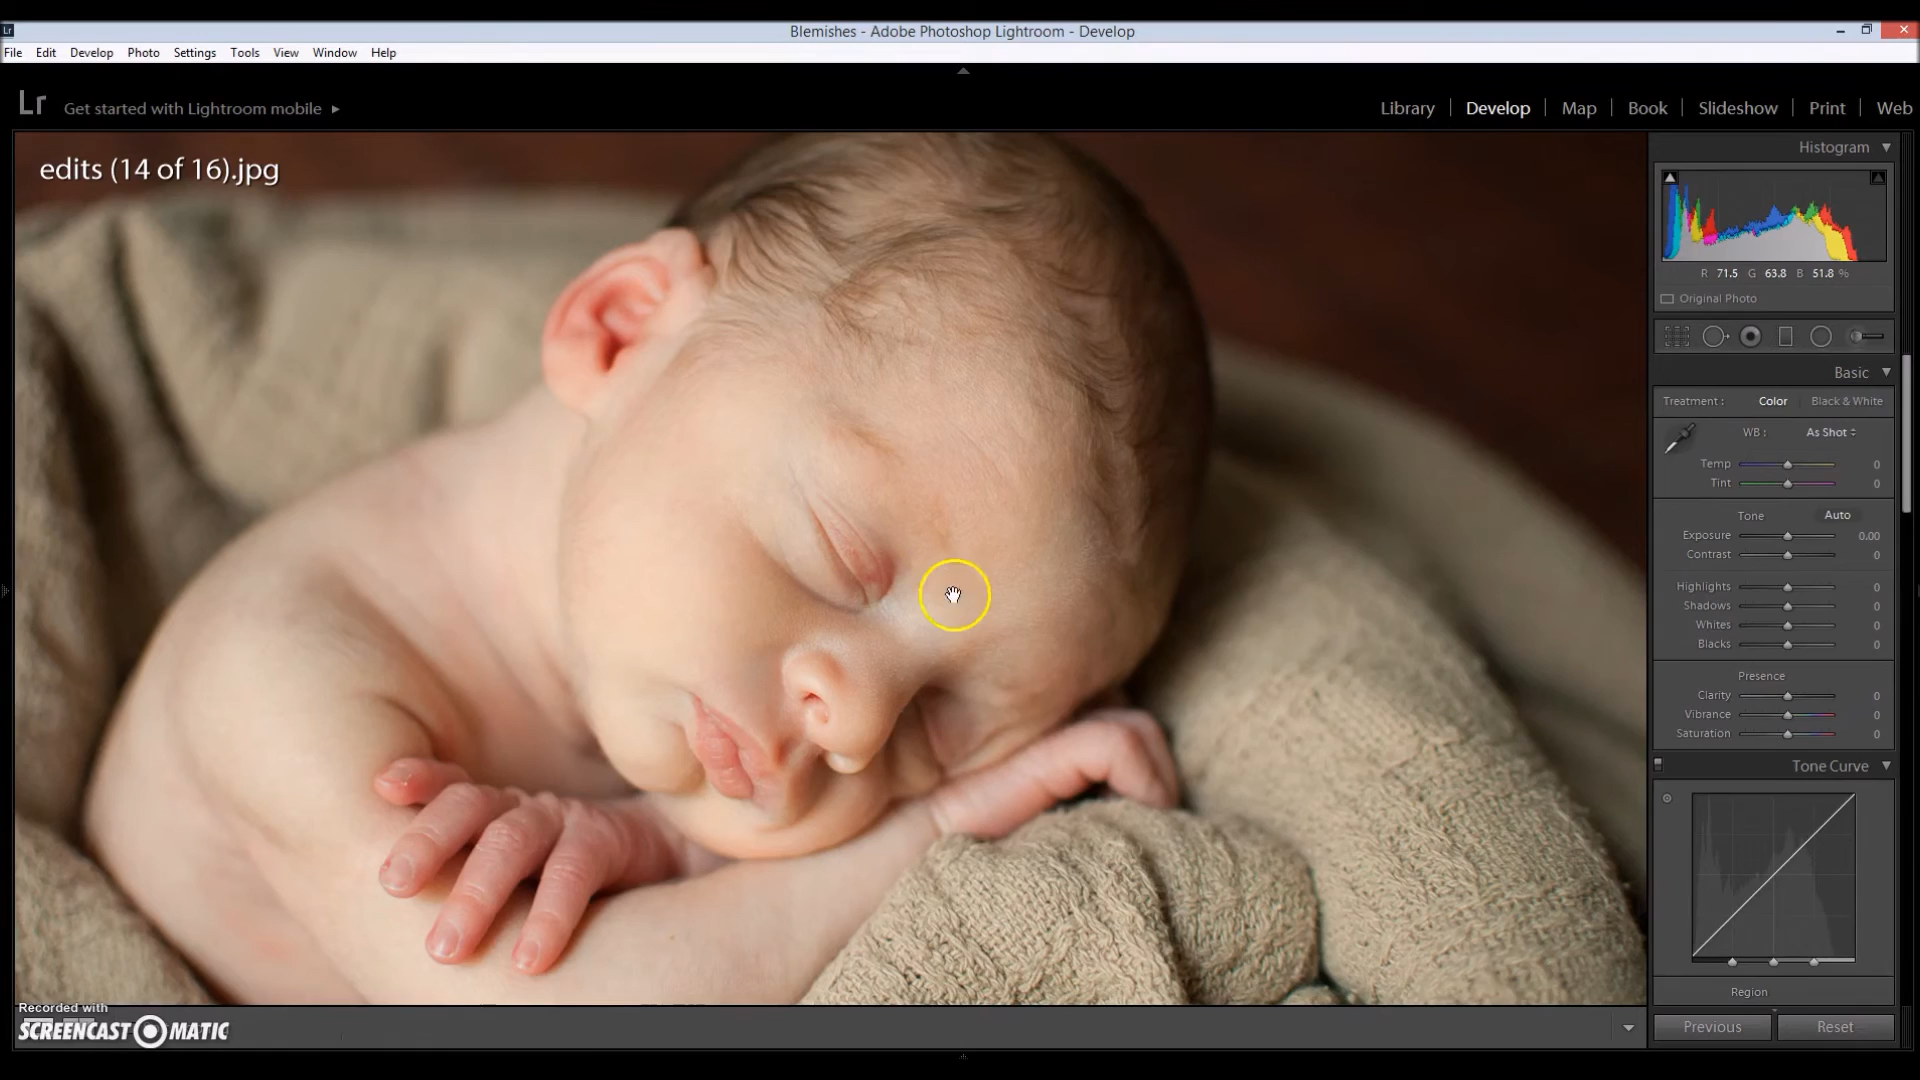 Lr
Blemishes - Adobe Photoshop Lightroom - Develop
File Edit Develop Photo Settings Tools View Window Help
Lr Get started with Lightroom mobile
Library | Develop | Map | Book | Slideshow | Print | Web
edits (14 of 16).jpg
Histogram
R 71.5 G 63.8 B 51.8 %
Original Photo
Basic
Treatment : Color Black & White
WB : As Shot
Temp 0
Tint 0
Tone Auto
Exposure 0.00
Contrast 0
Highlights 0
Shadows 0
Whites 0
Blacks 0
Presence
Clarity 0
Vibrance 0
Saturation 0
Tone Curve
Region
Recorded with
SCREENCAST-O-MATIC
Previous Reset